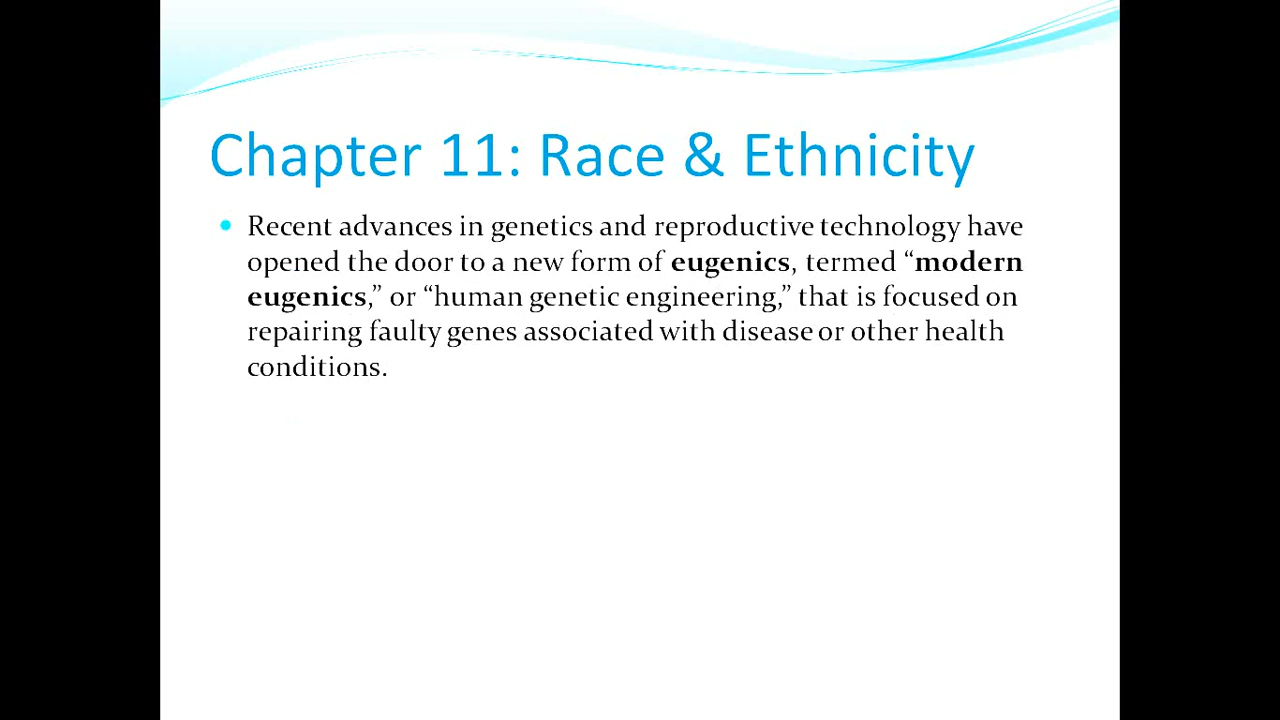 Chapter 11: Race & Ethnicity
Recent advances in genetics and reproductive technology have
opened the door to a new form of eugenics, termed “modern
eugenics,” or “human genetic engineering,” that is focused on
repairing faulty genes associated with disease or other health
conditions.